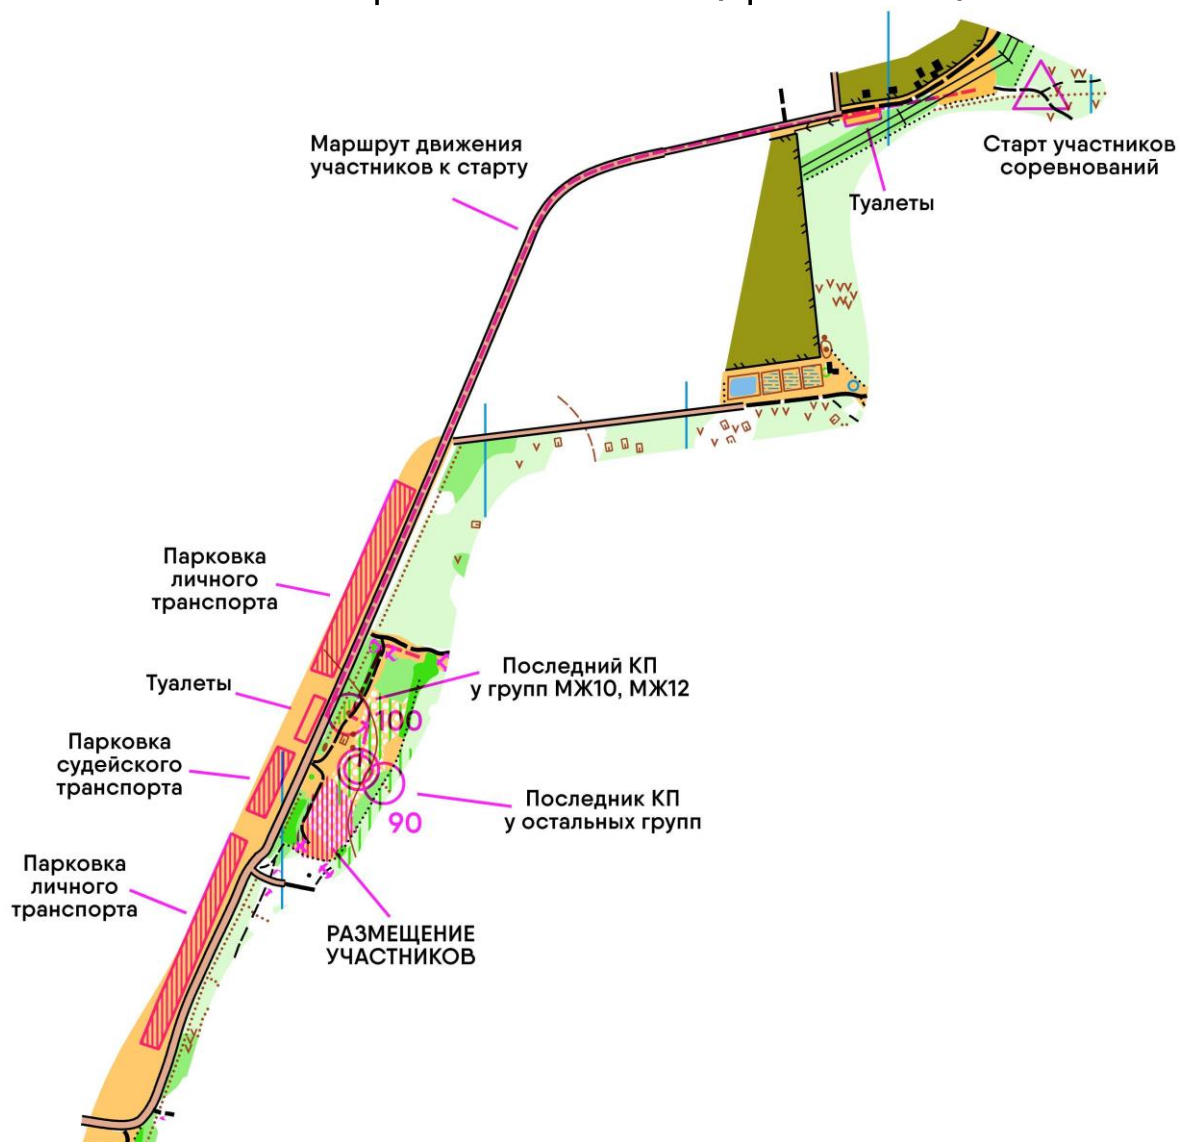 Маршрут движения
участников к старту
Старт участников
соревнований
Туалеты
Парковка
личного
транспорта
Последний КП
у групп МЖ10, МЖ12
Туалеты
100
Парковка
судейского
транспорта
Последник КП
у остальных групп
90
Парковка
личного
транспорта
РАЗМЕЩЕНИЕ
УЧАСТНИКОВ